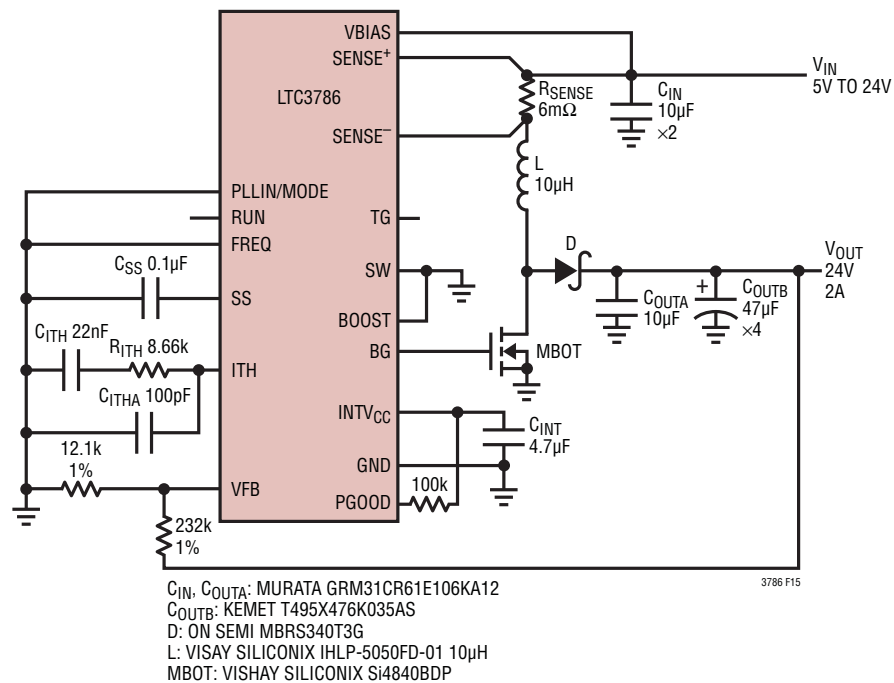 VBIAS
SENSE+
LTC3786
SENSE−
PLLIN/MODE
RUN
FREQ
SS
ITH
VFB
TG
SW
BOOST
BG
INTVCC
GND
PGOOD
VIN
5V TO 24V
RSENSE
6mΩ
CIN
10µF
×2
L
10µH
D
VOUT
24V
2A
COUTA
10µF
+
COUTB
47µF
×4
MBOT
CINT
4.7µF
100k
CSS 0.1µF
CITH 22nF
RITH 8.66k
CITHA 100pF
12.1k
1%
232k
1%
3786 F15
CIN, COUTA: MURATA GRM31CR61E106KA12
COUTB: KEMET T495X476K035AS
D: ON SEMI MBRS340T3G
L: VISAY SILICONIX IHLP-5050FD-01 10µH
MBOT: VISHAY SILICONIX Si4840BDP